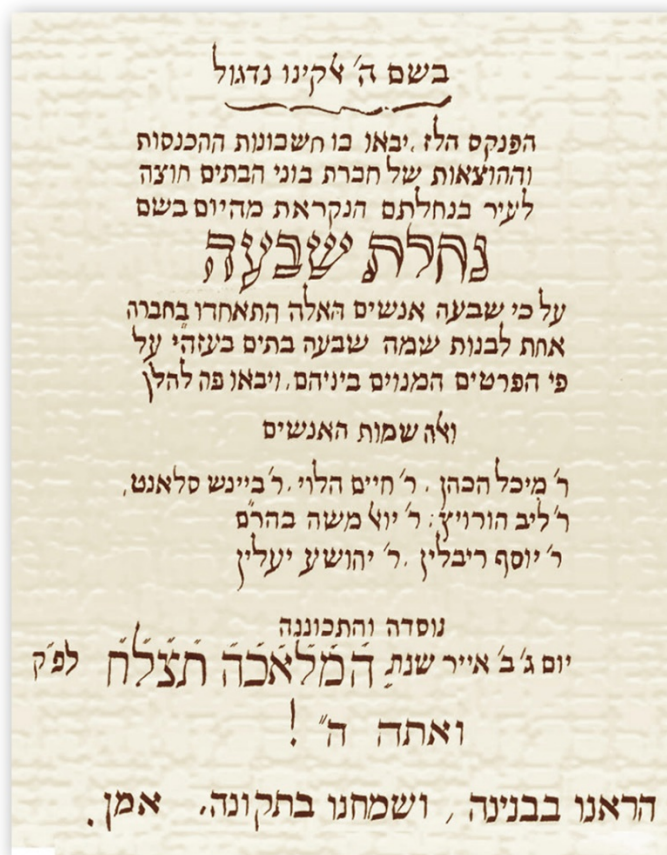 בשם ה' אלקינו נדגול
הפנקס הלז, יבאו בו חשבונות ההכנסות
וההוצאות של חברת בוני הבתים חוצה
לעיר בנחלתם הנקראת מהיום בשם
נחלת שבעה
על כי שבעה אנשים האלה התאחדו בחברה
אחת לבנות שמה שבעה בתים בעזהי על
פי הפרטים המנוים ביניהם, ויבאו פה להלן
ואלה שמות האנשים
ר' מיכל הכהן, ר' חיים הלוי, ר' ביינש סלאנט,
ר' ליב הורויץ, ר' יואל משה בהר"ם
ר' יוסף ריבלין, ר' יהושע יעלין
נוסדה והתכוננה
יום ג' ב' אייר שנת המלאכה תצלח לפ"ק
ואתה ה" !
הראנו בבנינה, ושמחנו בתקונה, אמן.